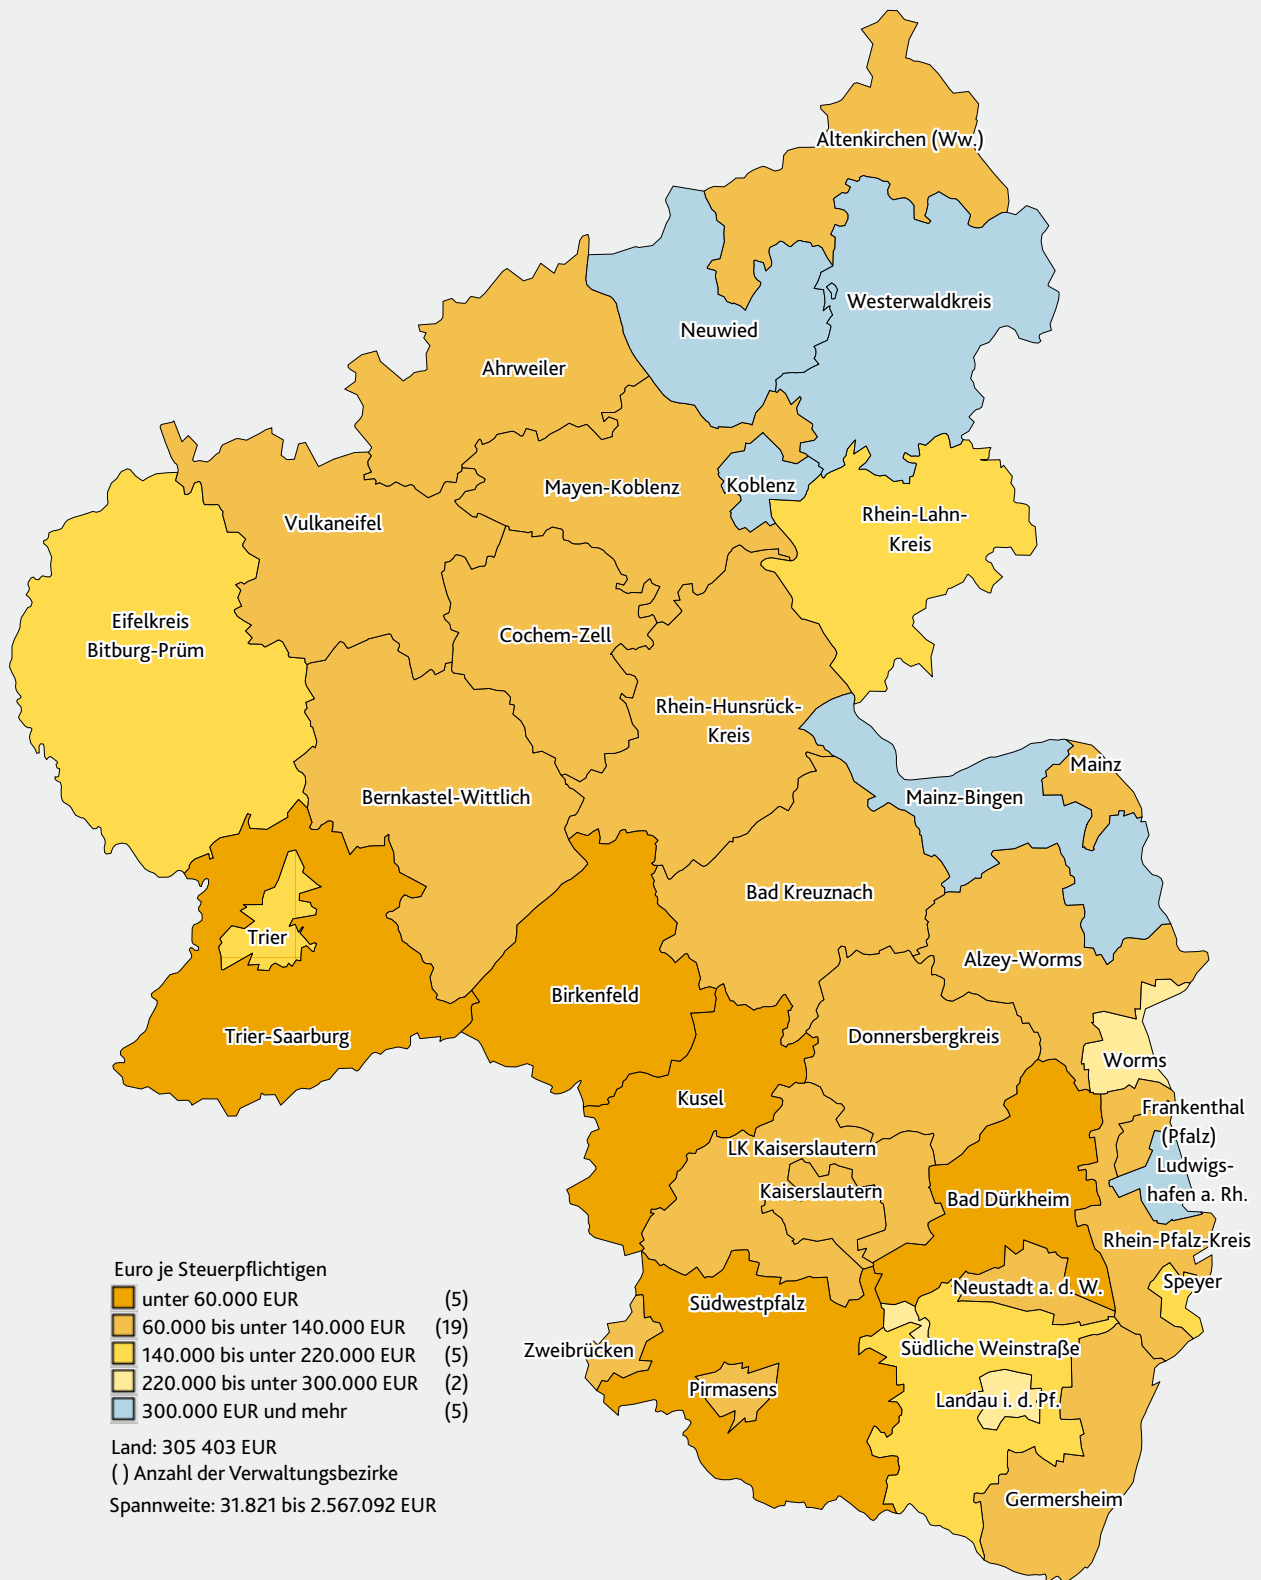 Altenkirchen (Ww.)
Westerwaldkreis
Neuwied
Ahrweiler
Mayen-Koblenz
Koblenz
Rhein-Lahn-
Kreis
Vulkaneifel
Eifelkreis
Bitburg-Prüm
Cochem-Zell
Rhein-Hunsrück-
Kreis
Mainz
Bernkastel-Wittlich
Mainz-Bingen
Bad Kreuznach
Trier
Alzey-Worms
Birkenfeld
Trier-Saarburg
Donnersbergkreis
Worms
Kusel
Frankenthal
(Pfalz)
LK Kaiserslautern
Ludwigs-
hafen a. Rh.
Kaiserslautern
Bad Dürkheim
Rhein-Pfalz-Kreis
Speyer
Neustadt a. d. W.
Südwestpfalz
Zweibrücken
Südliche Weinstraße
Pirmasens
Landau i. d. Pf.
Germersheim
Euro je Steuerpflichtigen
unter 60.000 EUR (5)
60.000 bis unter 140.000 EUR (19)
140.000 bis unter 220.000 EUR (5)
220.000 bis unter 300.000 EUR (2)
300.000 EUR und mehr (5)
Land: 305 403 EUR
( ) Anzahl der Verwaltungsbezirke
Spannweite: 31.821 bis 2.567.092 EUR